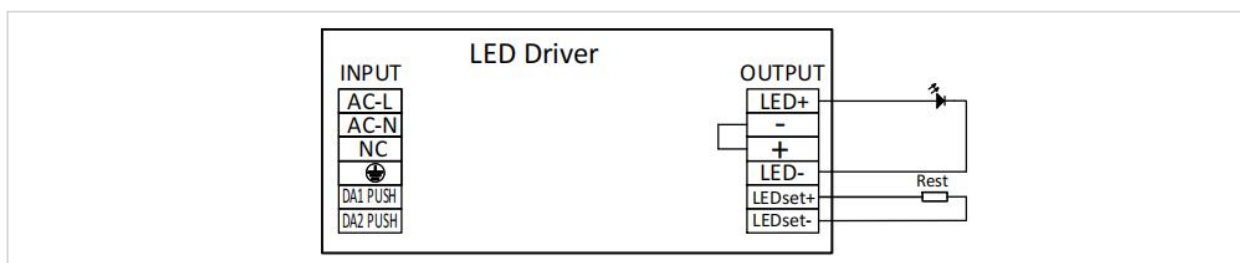 LED Driver
INPUT
AC-L
AC-N
NC
DA1 PUSH
DA2 PUSH
OUTPUT
LED+
-
+
LED-
LEDset+
LEDset-
Rest